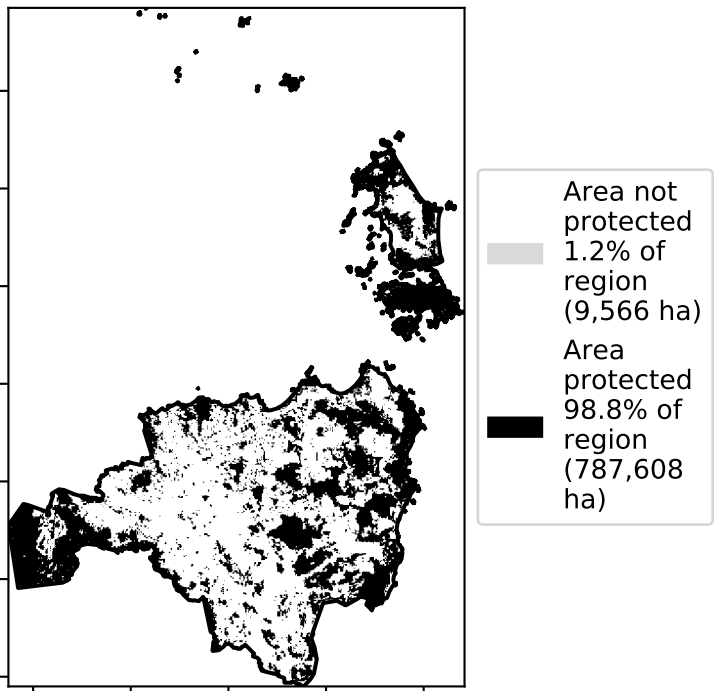 Area not
protected
1.2% of
region
(9,566 ha)
Area
protected
98.8% of
region
(787,608
ha)